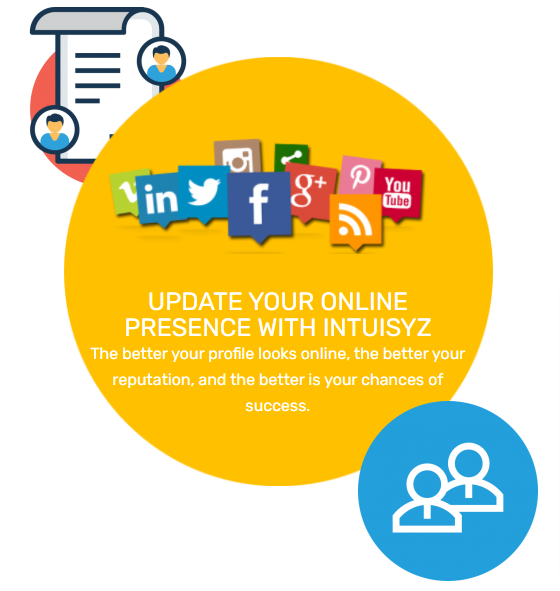 in
f
g+
You
Tube
UPDATE YOUR ONLINE
PRESENCE WITH INTUISYZ
The better your profile looks online, the better your
reputation, and the better is your chances of
success.